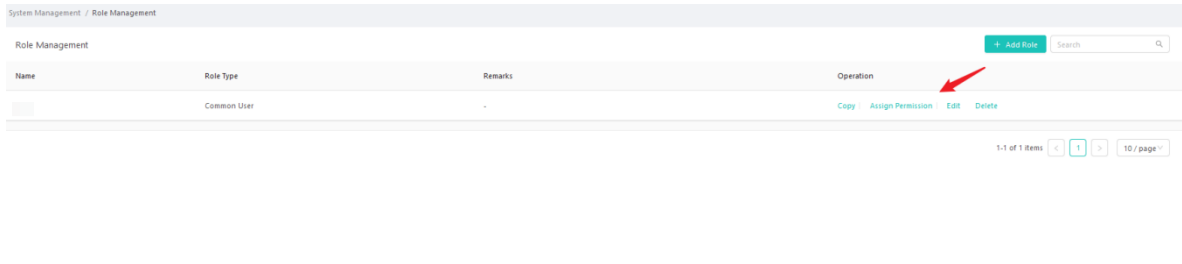 System Management / Role Management
Role Management + Add Role Search
Name Role Type Remarks Operation
Common User - Copy Assign Permission Edit Delete
1-1 of 1 items < 1 > 10 / page